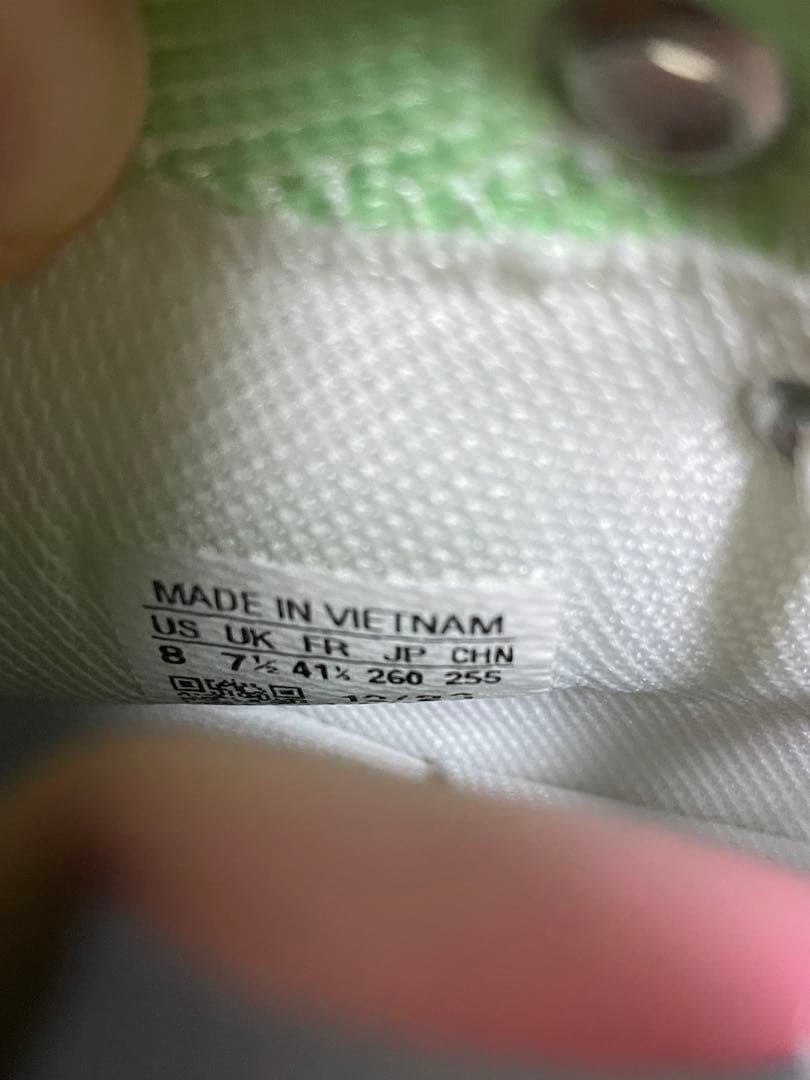 MADE IN VIETNAM
US UK FR JP CHN
8 7½ 41⅓ 260 255